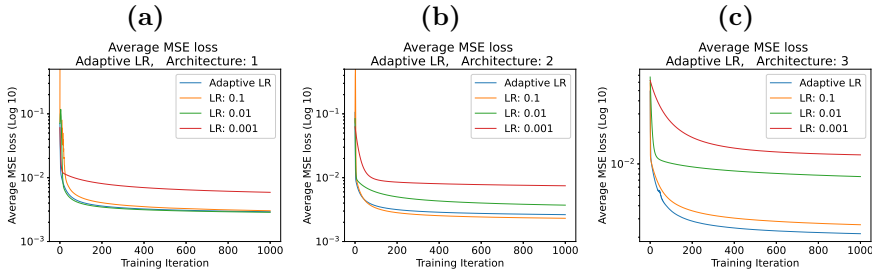 (a)
Average MSE loss
Adaptive LR, Architecture: 1
Average MSE loss (Log 10)
10⁻¹
10⁻²
10⁻³
Adaptive LR
LR: 0.1
LR: 0.01
LR: 0.001
0 200 400 600 800 1000
Training Iteration
(b)
Average MSE loss
Adaptive LR, Architecture: 2
Average MSE loss (Log 10)
10⁻¹
10⁻²
10⁻³
Adaptive LR
LR: 0.1
LR: 0.01
LR: 0.001
0 200 400 600 800 1000
Training Iteration
(c)
Average MSE loss
Adaptive LR, Architecture: 3
Average MSE loss (Log 10)
10⁻²
Adaptive LR
LR: 0.1
LR: 0.01
LR: 0.001
0 200 400 600 800 1000
Training Iteration